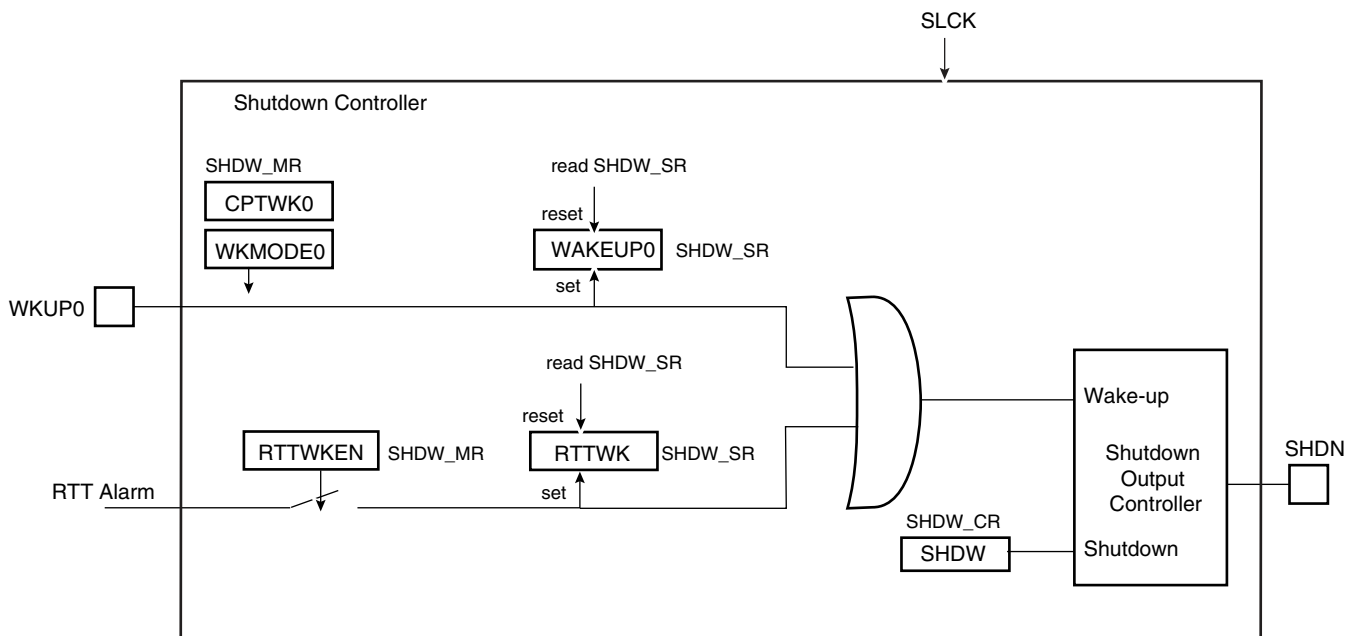 SLCK
Shutdown Controller
SHDW_MR
CPTWK0
WKMODE0
read SHDW_SR
reset
WAKEUP0
SHDW_SR
set
WKUP0
read SHDW_SR
reset
RTTWKEN
SHDW_MR
RTTWK
SHDW_SR
set
RTT Alarm
Wake-up
Shutdown
Output
Controller
SHDN
SHDW_CR
SHDW
Shutdown